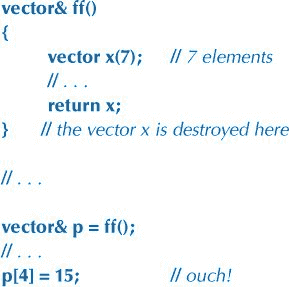 vector& ff()
{
vector x(7); // 7 elements
// . . .
return x;
} // the vector x is destroyed here
// . . .
vector& p = ff();
// . . .
p[4] = 15; // ouch!